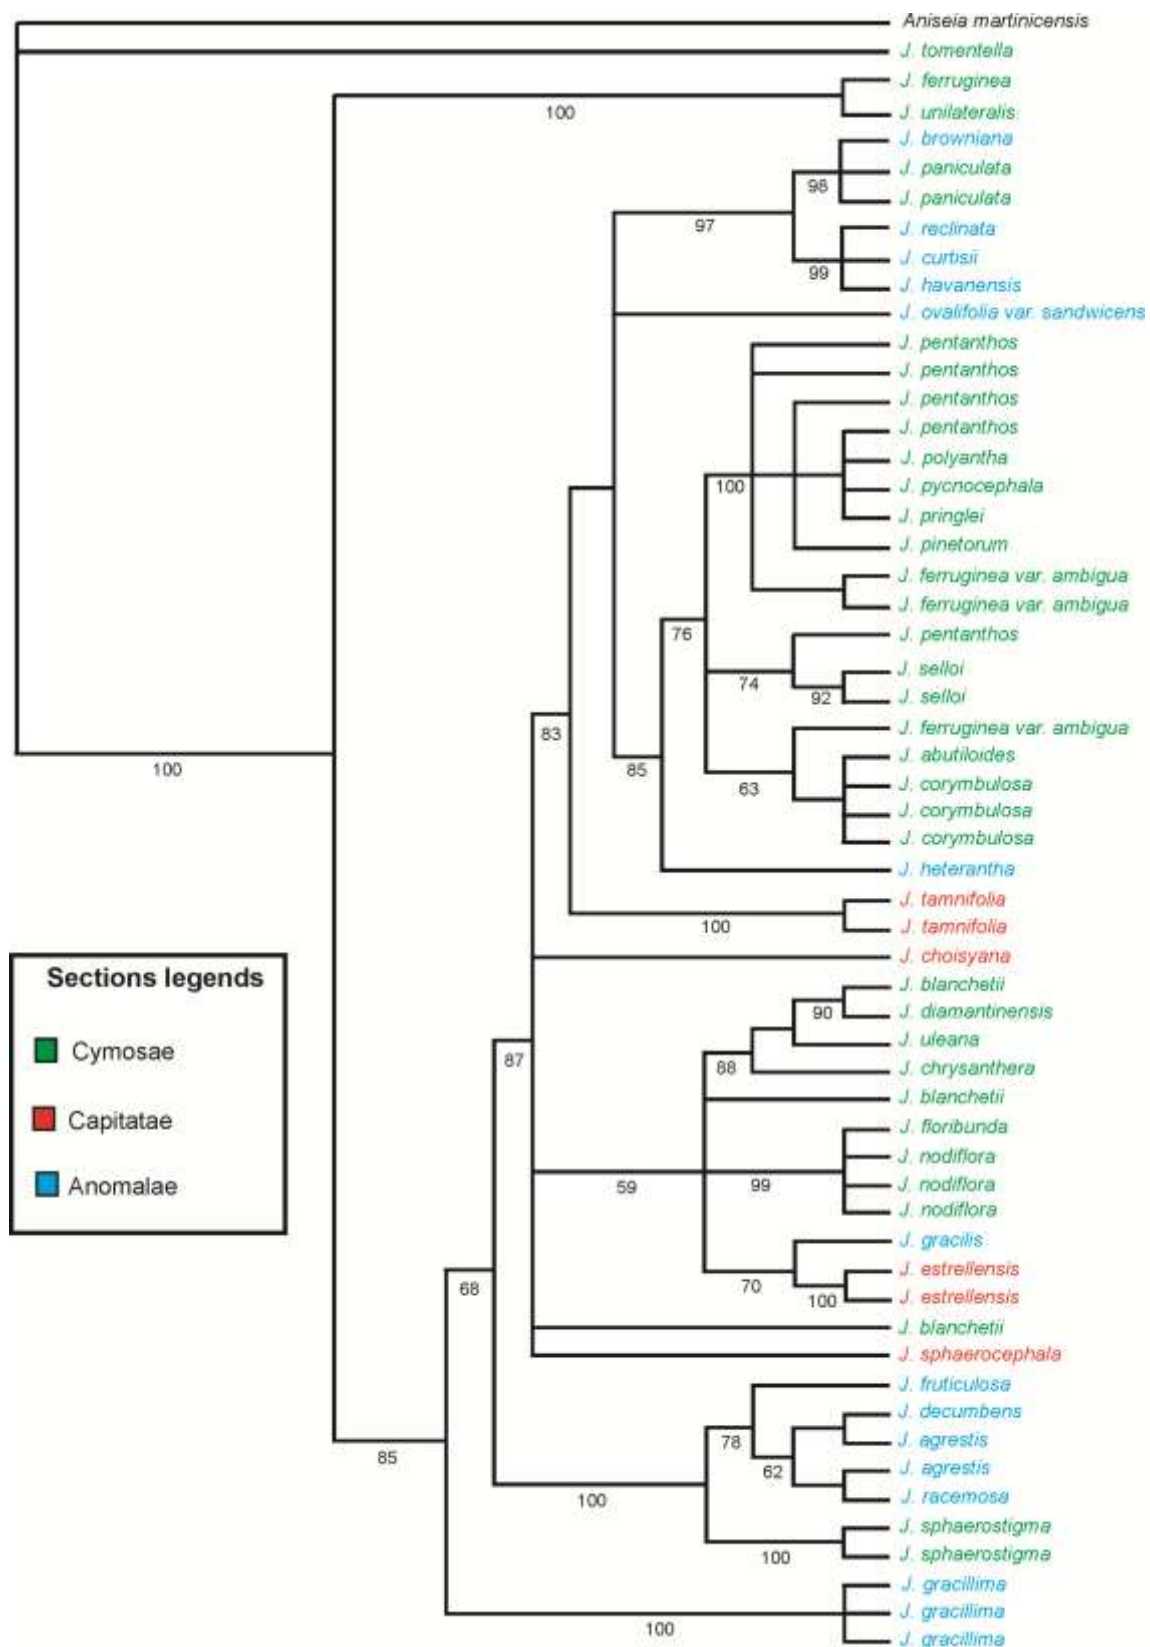 Aniseia martinicensis
J. tomentella
J. ferruginea
100
J. unilateralis
J. browniana
J. paniculata
98
J. paniculata
97
J. reclinata
J. curtisii
99
J. havanensis
J. ovalifolia var. sandwicens
J. pentanthos
J. pentanthos
J. pentanthos
J. pentanthos
J. polyantha
100
J. pycnocephala
J. pringlei
J. pinetorum
J. ferruginea var. ambigua
J. ferruginea var. ambigua
76
J. pentanthos
J. selloi
74
92
J. selloi
J. ferruginea var. ambigua
83
J. abutiloides
100
85
J. corymbulosa
63
J. corymbulosa
J. corymbulosa
J. heterantha
J. tamnifolia
100
J. tamnifolia
J. choisyana
Sections legends
Cymosae
Capitatae
Anomalae
J. blanchetii
90
J. diamantinensis
J. uleana
87
88
J. chrysanthera
J. blanchetii
J. floribunda
J. nodiflora
59
99
J. nodiflora
J. nodiflora
J. gracilis
J. estrellensis
68
70
100
J. estrellensis
J. blanchetii
J. sphaerocephala
J. fruticulosa
J. decumbens
78
J. agrestis
85
62
J. agrestis
J. racemosa
100
J. sphaerostigma
100
J. sphaerostigma
J. gracillima
J. gracillima
100
J. gracillima